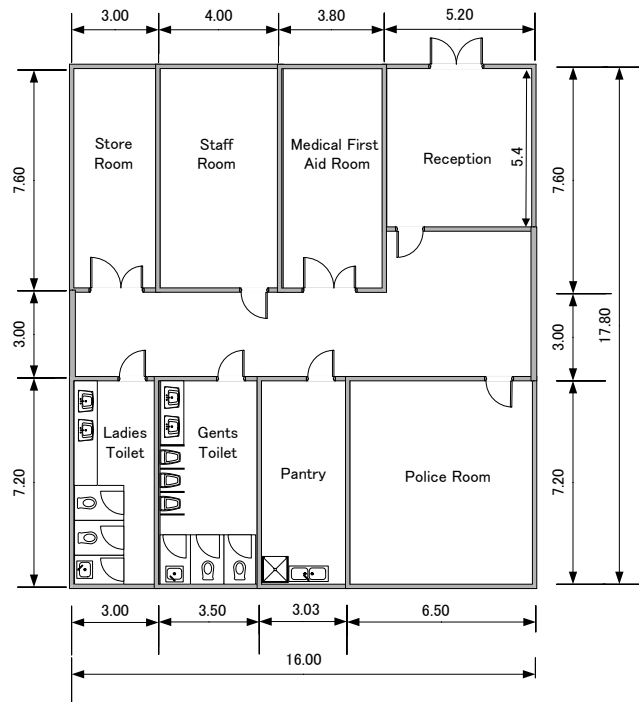 3.00
4.00
3.80
5.20
Store
Room
Staff
Room
Medical First
Aid Room
Reception
5.4
7.60
7.60
3.00
3.00
17.80
Ladies
Toilet
Gents
Toilet
Pantry
Police Room
7.20
7.20
3.00
3.50
3.03
6.50
16.00